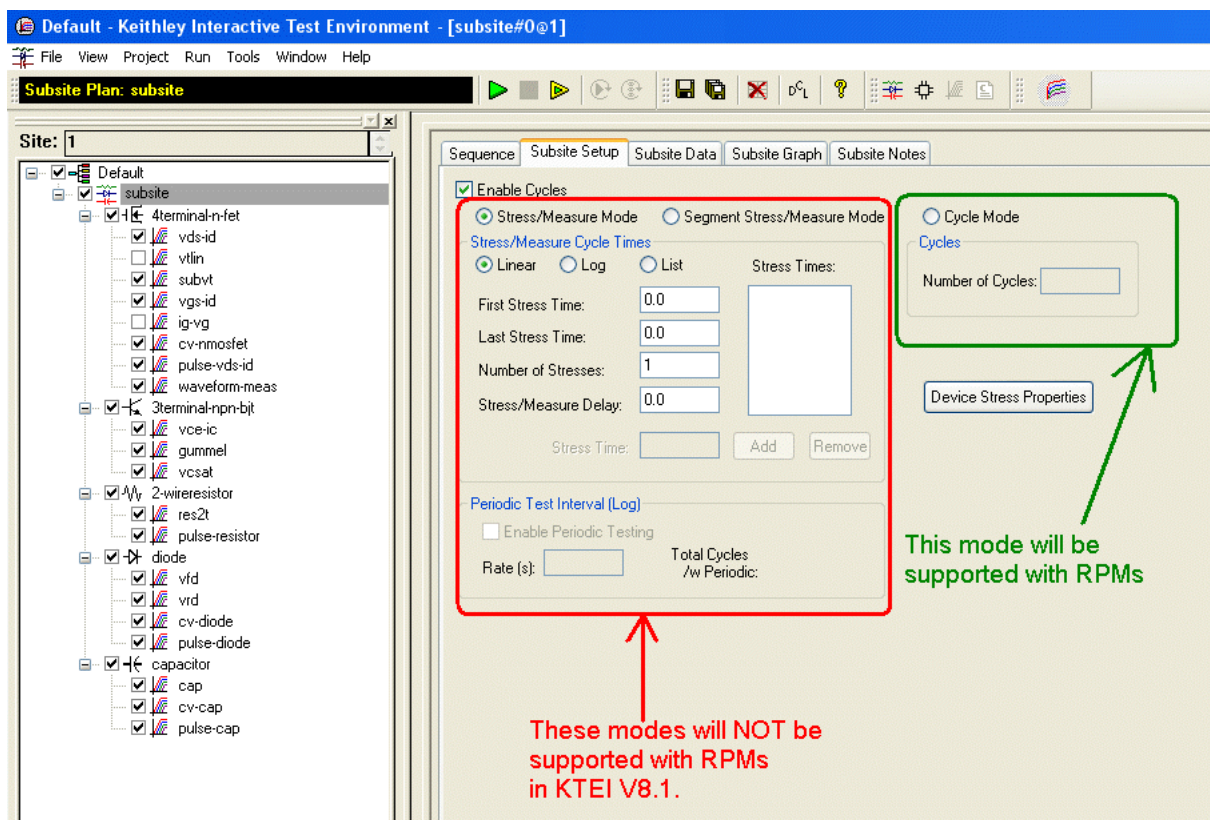 Default - Keithley Interactive Test Environment - [subsite#0@1]
File View Project Run Tools Window Help
Subsite Plan: subsite
Site: 1
Default
subsite
4terminal-n-fet
vds-id
vtlin
subvt
vgs-id
ig-vg
cv-nmosfet
pulse-vds-id
waveform-meas
3terminal-npn-bjt
vce-ic
gummel
vcsat
2-wireresistor
res2t
pulse-resistor
diode
vfd
vrd
cv-diode
pulse-diode
capacitor
cap
cv-cap
pulse-cap
Sequence Subsite Setup Subsite Data Subsite Graph Subsite Notes
Enable Cycles
Stress/Measure Mode Segment Stress/Measure Mode Cycle Mode
Stress/Measure Cycle Times
Linear Log List Stress Times:
First Stress Time: 0.0
Last Stress Time: 0.0
Number of Stresses: 1
Stress/Measure Delay: 0.0
Stress Time: Add Remove
Periodic Test Interval (Log)
Enable Periodic Testing
Rate (s): Total Cycles
/w Periodic:
Cycles
Number of Cycles:
Device Stress Properties
This mode will be
supported with RPMs
These modes will NOT be
supported with RPMs
in KTEI V8.1.